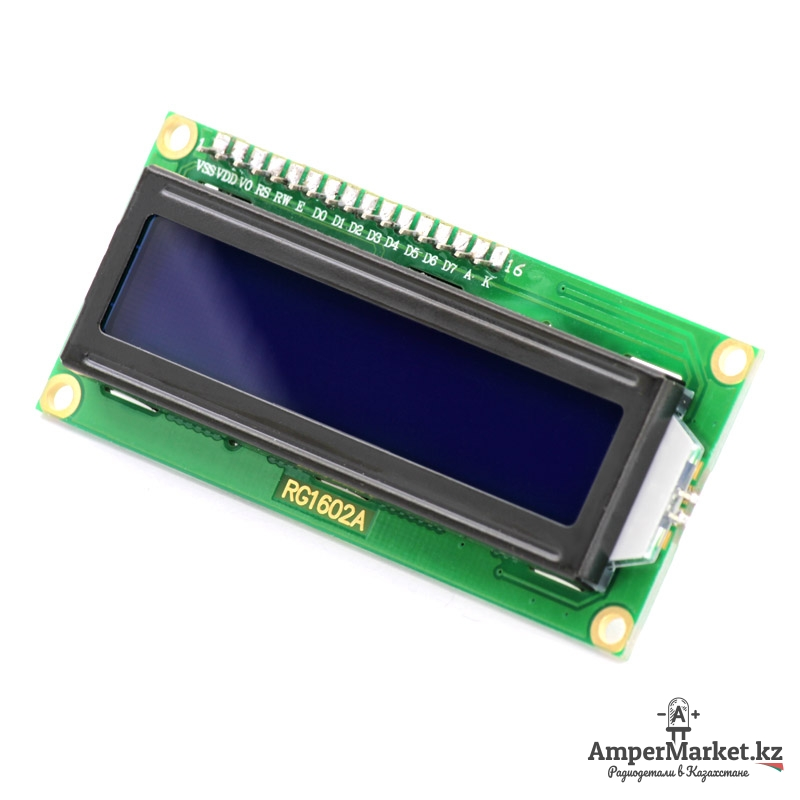 1
VSS VDD V0 RS RW E D0 D1 D2 D3 D4 D5 D6 D7 A K
16
RG1602A
- A +
AmperMarket.kz
Радиодетали в Казахстане